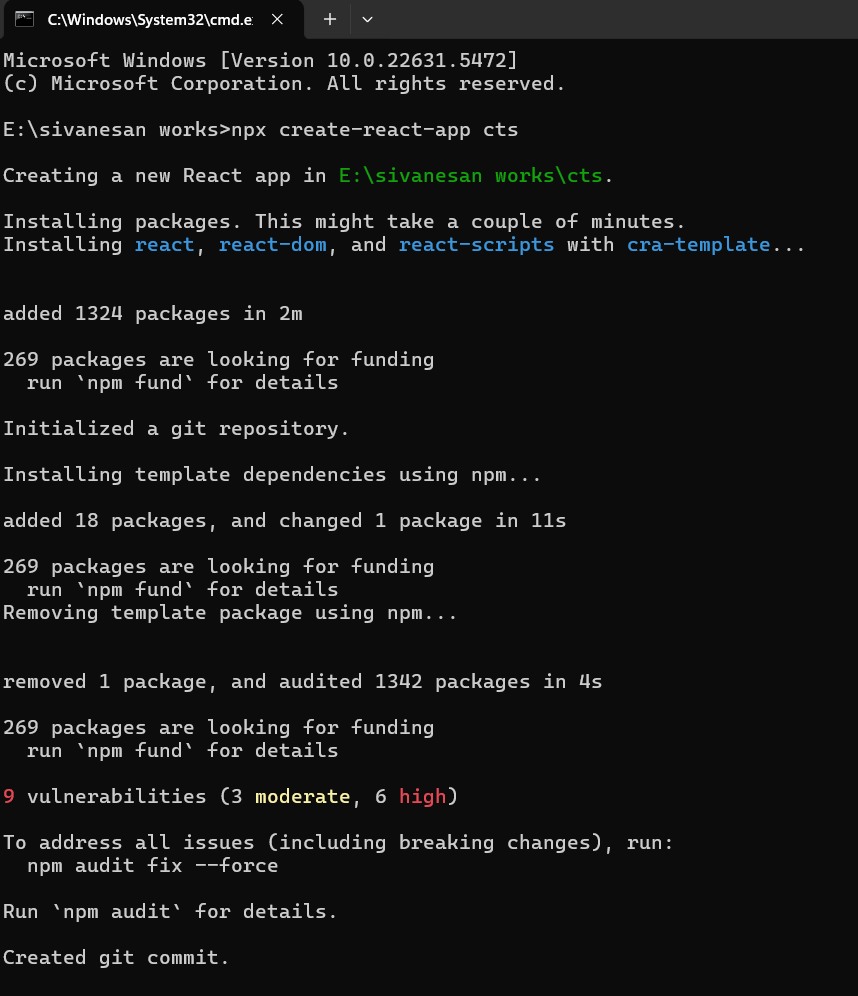 C:\Windows\System32\cmd.e
Microsoft Windows [Version 10.0.22631.5472]
(c) Microsoft Corporation. All rights reserved.
E:\sivanesan works>npx create-react-app cts
Creating a new React app in E:\sivanesan works\cts.
Installing packages. This might take a couple of minutes.
Installing react, react-dom, and react-scripts with cra-template...
added 1324 packages in 2m
269 packages are looking for funding
run `npm fund` for details
Initialized a git repository.
Installing template dependencies using npm...
added 18 packages, and changed 1 package in 11s
269 packages are looking for funding
run `npm fund` for details
Removing template package using npm...
removed 1 package, and audited 1342 packages in 4s
269 packages are looking for funding
run `npm fund` for details
9 vulnerabilities (3 moderate, 6 high)
To address all issues (including breaking changes), run:
npm audit fix --force
Run `npm audit` for details.
Created git commit.